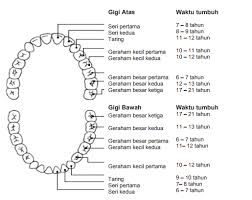 Gigi Atas Waktu tumbuh
Seri pertama 7 – 8 tahun
Seri kedua 8 – 9 tahun
Taring 11 – 12 tahun
Geraham kecil pertama 10 – 11 tahun
Geraham kecil kedua 10 – 12 tahun
Geraham besar pertama 6 – 7 tahun
Geraham besar kedua 12 – 13 tahun
Geraham besar ketiga 17 – 21 tahun
Gigi Bawah Waktu tumbuh
Geraham besar ketiga 17 – 21 tahun
Geraham besar kedua 11 – 13 tahun
Geraham besar pertama 6 – 7 tahun
Geraham kecil kedua 11 – 12 tahun
Geraham kecil pertama 10 – 12 tahun
Taring 9 – 10 tahun
Seri pertama 7 – 8 tahun
Seri kedua 6 – 7 tahun